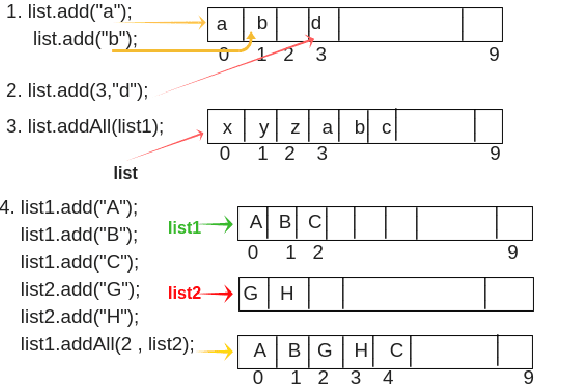 1. list.add("a");
list.add("b");
a b d
0 1 2 3 9
2. list.add(3,"d");
3. list.addAll(list1);
x y z a b c
0 1 2 3 9
list
4. list1.add("A");
list1.add("B");
list1.add("C");
list2.add("G");
list2.add("H");
list1.addAll(2 , list2);
list1
A B C
0 1 2 9
list2
G H
A B G H C
0 1 2 3 4 9